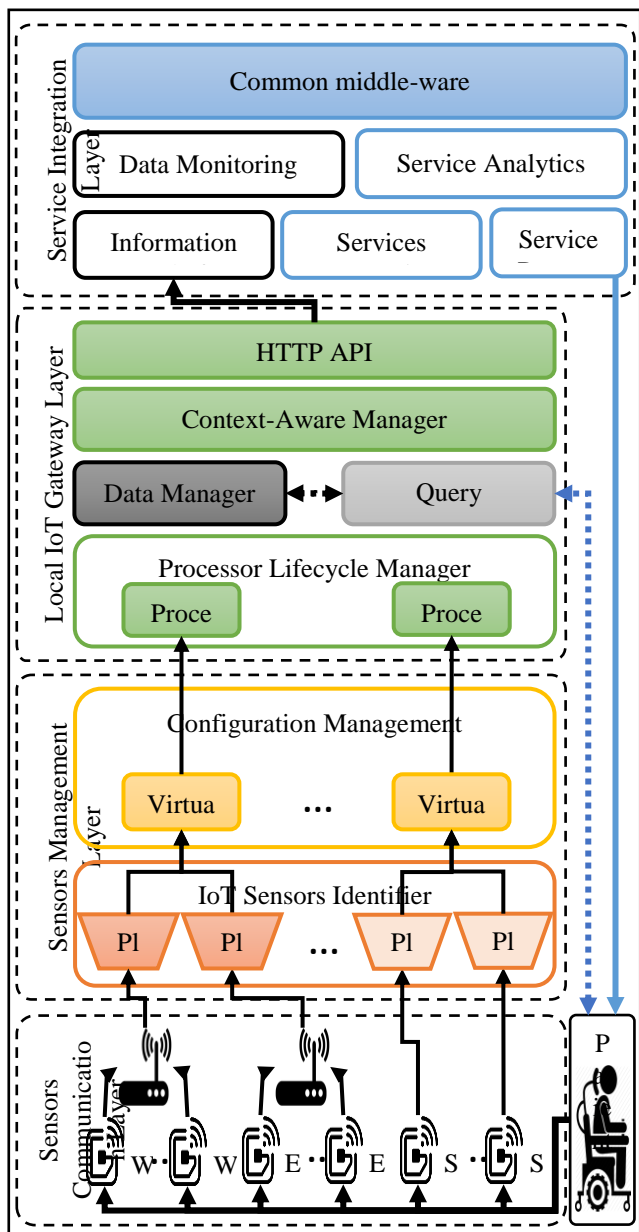 Common middle-ware
Data Monitoring
Service Analytics
Information
Services
Service
Service Integration
Layer
HTTP API
Context-Aware Manager
Data Manager
Query
Processor Lifecycle Manager
Proce
Proce
Local IoT Gateway Layer
Configuration Management
Virtua
...
Virtua
IoT Sensors Identifier
Pl
Pl
...
Pl
Pl
Sensors Management
Layer
P
Sensors
Communicatio
n Layer
W
..
W
E
..
E
S
..
S